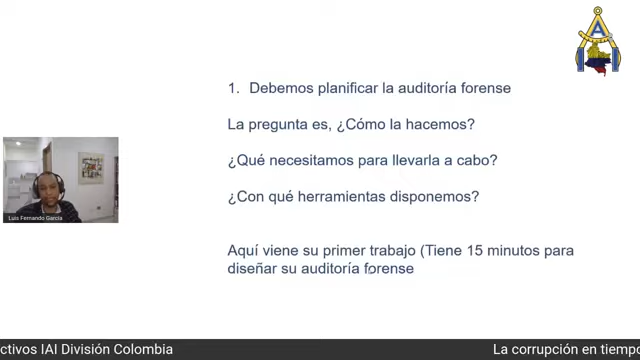 1. Debemos planificar la auditoría forense
La pregunta es, ¿Cómo la hacemos?
¿Qué necesitamos para llevarla a cabo?
¿Con qué herramientas disponemos?
Luis Fernando García
Aquí viene su primer trabajo (Tiene 15 minutos para
diseñar su auditoría forense
ctivos IAI División Colombia
La corrupción en tiempo